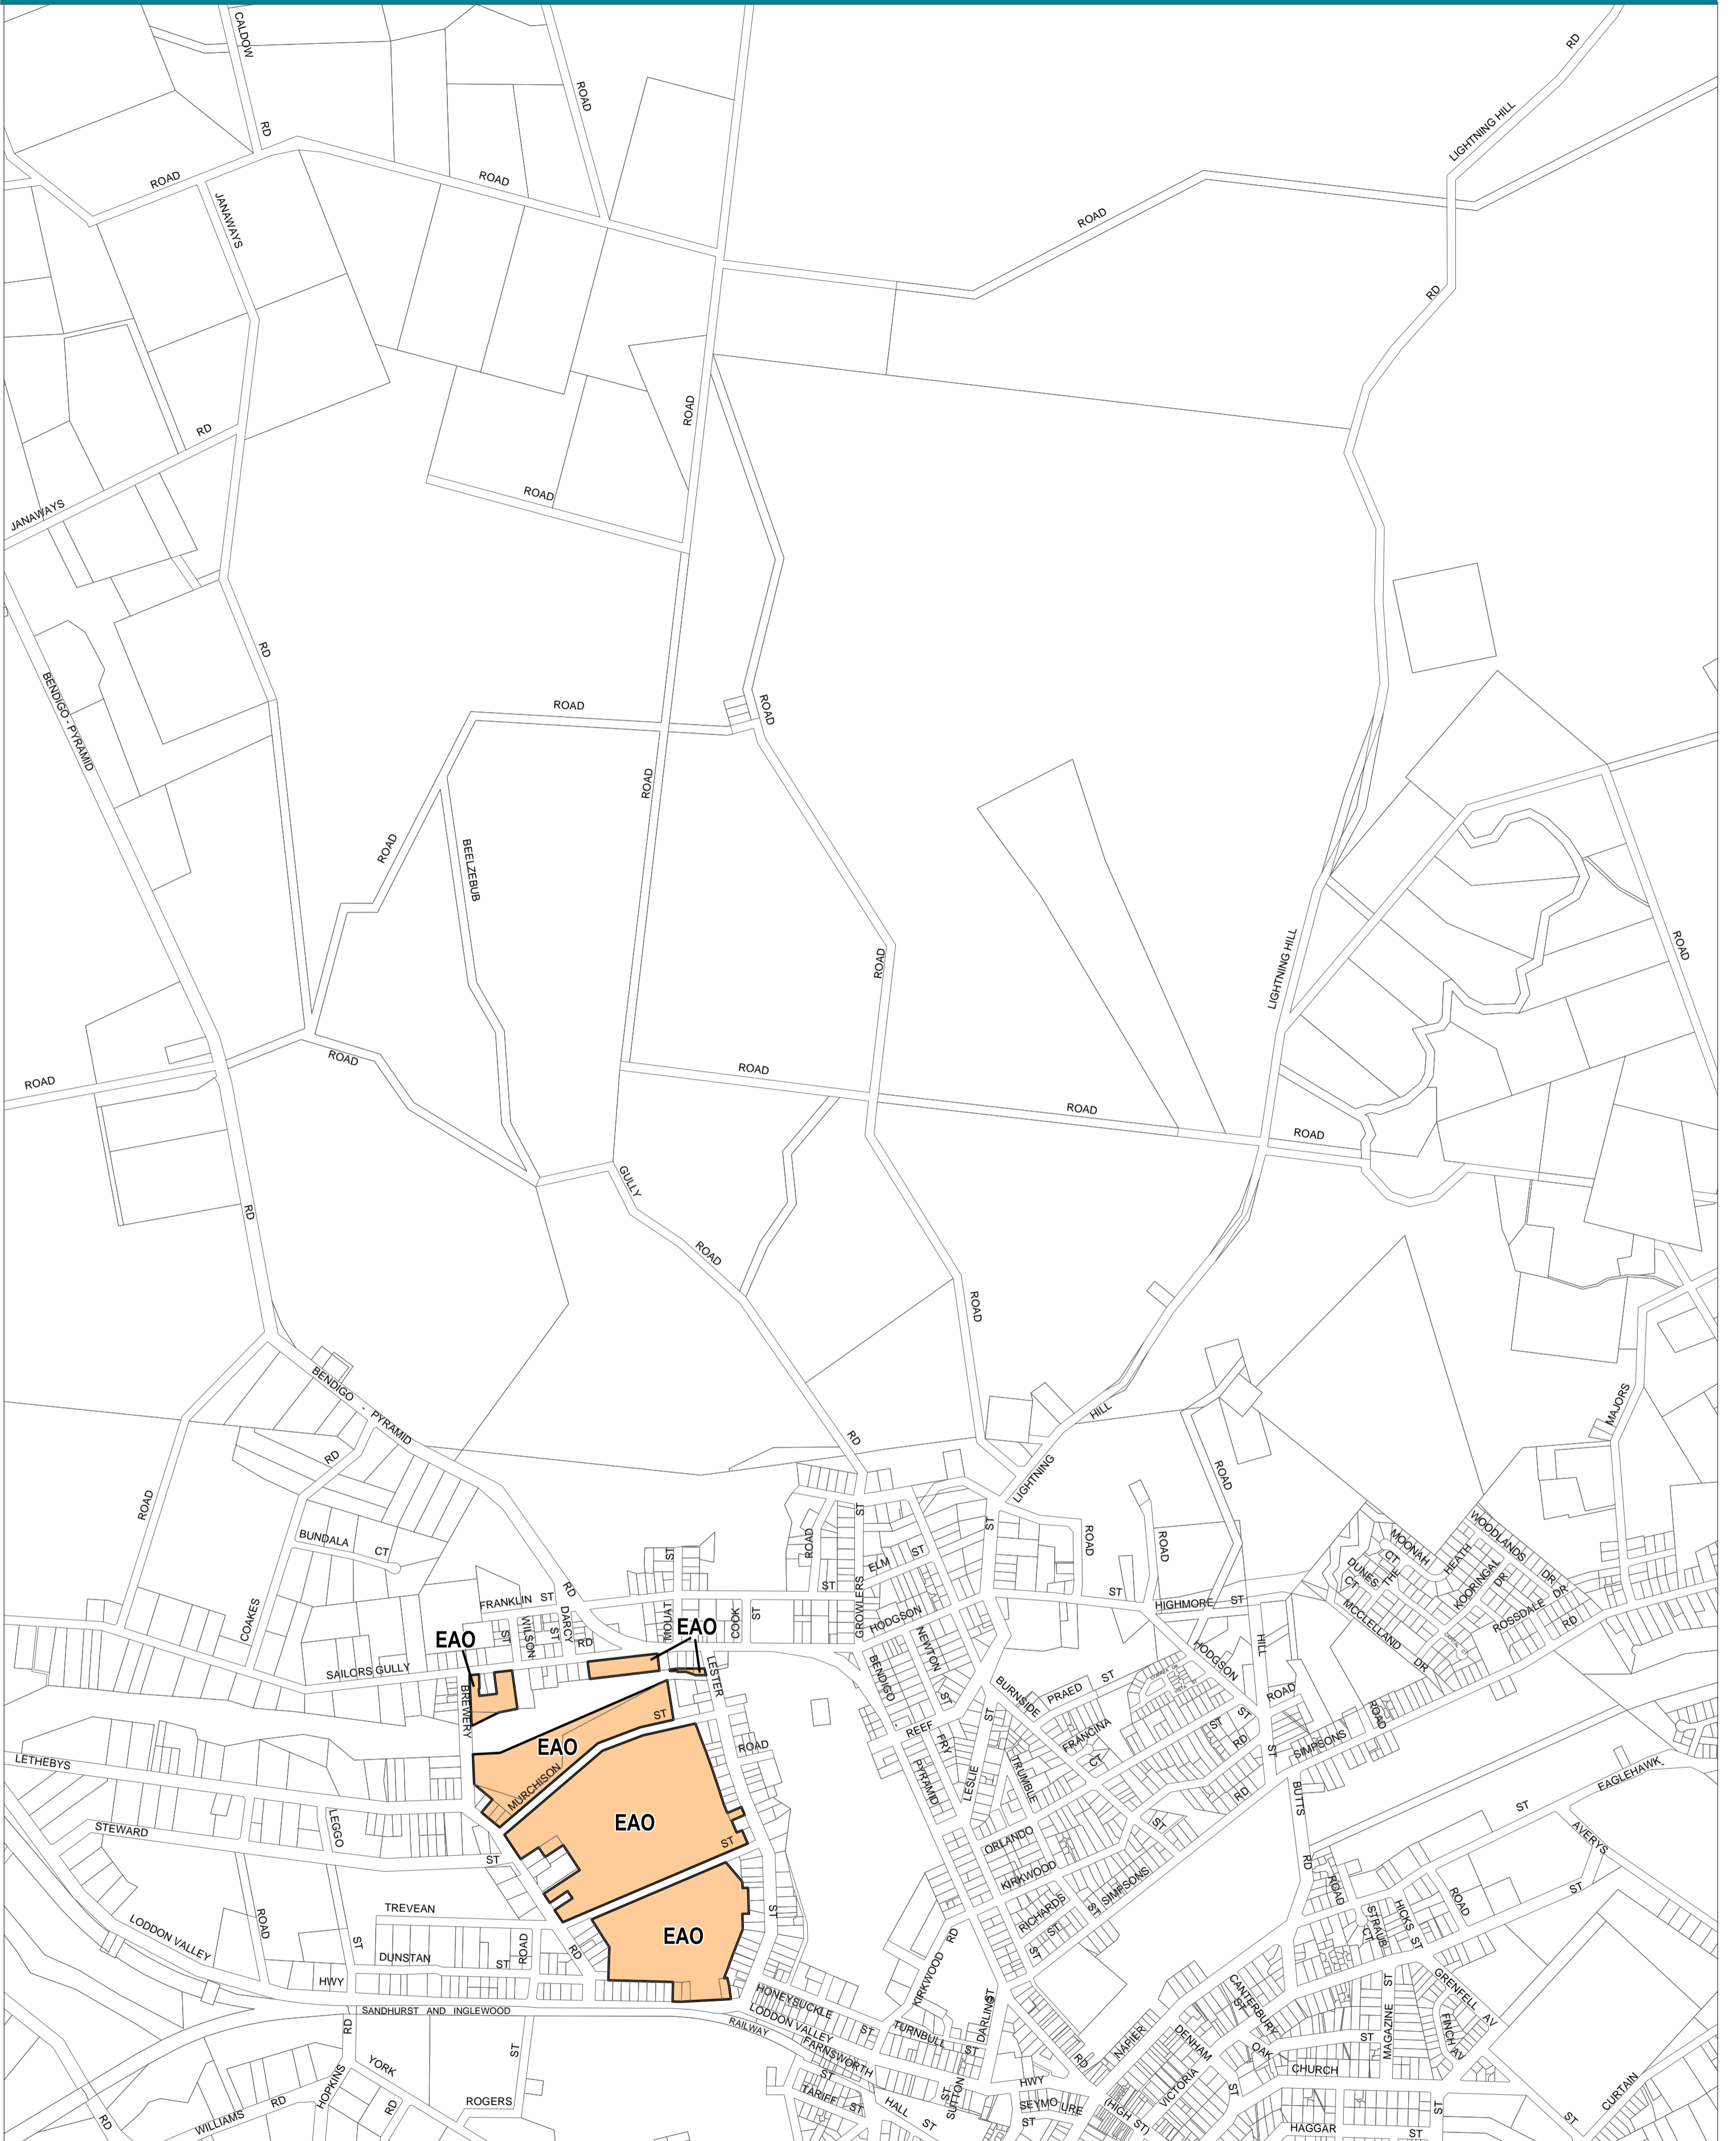 CALDOW
RD
ROAD
RD
LIGHTNING HILL
ROAD
ROAD
JANAWAYS
ROAD
RD
ROAD
RD
JANAWAYS
ROAD
RD
BENDIGO - PYRAMID
ROAD
ROAD
ROAD
ROAD
BEELZEBUB
ROAD
LIGHTNING HILL
ROAD
ROAD
ROAD
ROAD
ROAD
ROAD
RD
GULLY
ROAD
ROAD
BENDIGO - PYRAMID
HILL
MAJORS
RD
RD
LIGHTNING
ROAD
ROAD
BUNDALA
CT
ST
ROAD
ST
ELM ST
ST
ROAD
ROAD
MOONAH
CT
WOODLANDS
DR
HEATH
KOORINGAL
DR
DUNES
CT
THE
DR
ROSSDALE
RD
MCCLELLAND
DR
COAKES
FRANKLIN ST
RD
ST
WILSON
ST
DARCY
RD
MOUAT
COOK
ST
ST
GROWLERS
HODGSON
ST
HIGHMORE ST
EAO
EAO
SAILORS GULLY
BREWERY
LESTER
BENDIGO
NEWTON
ST
BURNSIDE
PRAED ST
HODGSON
HILL
ROAD
ROAD
ST
EAO
MURCHISON
ROAD
REEF
FRY
ST
FRANCINA
CT
ST
ST
RD
ST
SIMPSONS
LETHEBYS
PYRAMID
LESLIE
TRUMBLE
RD
BUTTS
EAGLEHAWK
EAO
ST
LEGGO
STEWARD
ST
ORLANDO
ST
KIRKWOOD
ST
AVERYS
RD
ROAD
ST
TREVEAN
EAO
ST
RICHARDS
ST
ST
SIMPSONS
ST
STRAUB
CT
HICKS
ST
ROAD
LODDON VALLEY
ROAD
ST
DUNSTAN
ST
ROAD
RD
HWY
SANDHURST AND INGLEWOOD
HONEYSUCKLE
ST
LODDON VALLEY
RAILWAY
KIRKWOOD
RD
DARLING
ST
TURNBULL
ST
CANTERBURY
ST
MAGAZINE
ST
GRENFELL
AV
FINCH
AV
RD
YORK
ST
FARNSWORTH
ST
TARIFF
ST
HALL
ST
ST
SUTTON
HWY
SEYMOURE
ST
RD
NAPIER
DENHAM
OAK
ST
CHURCH
ST
VICTORIA
(HIGH ST)
HAGGAR
ST
ST
ST
CURTAIN
HOPKINS
RD
WILLIAMS
RD
RD
ROGERS